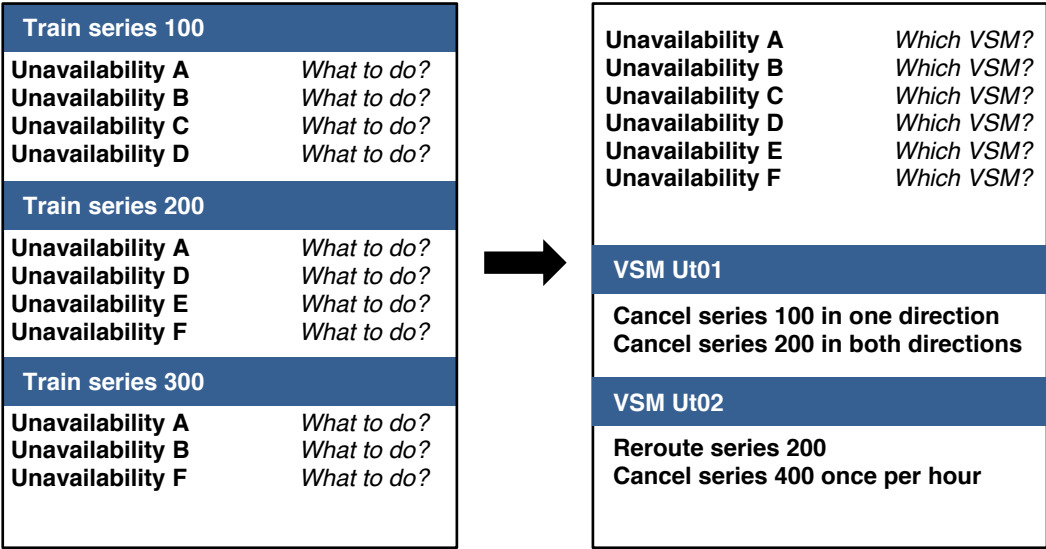 Train series 100
Unavailability A What to do?
Unavailability B What to do?
Unavailability C What to do?
Unavailability D What to do?
Train series 200
Unavailability A What to do?
Unavailability D What to do?
Unavailability E What to do?
Unavailability F What to do?
Train series 300
Unavailability A What to do?
Unavailability B What to do?
Unavailability F What to do?
Unavailability A Which VSM?
Unavailability B Which VSM?
Unavailability C Which VSM?
Unavailability D Which VSM?
Unavailability E Which VSM?
Unavailability F Which VSM?
VSM Ut01
Cancel series 100 in one direction
Cancel series 200 in both directions
VSM Ut02
Reroute series 200
Cancel series 400 once per hour